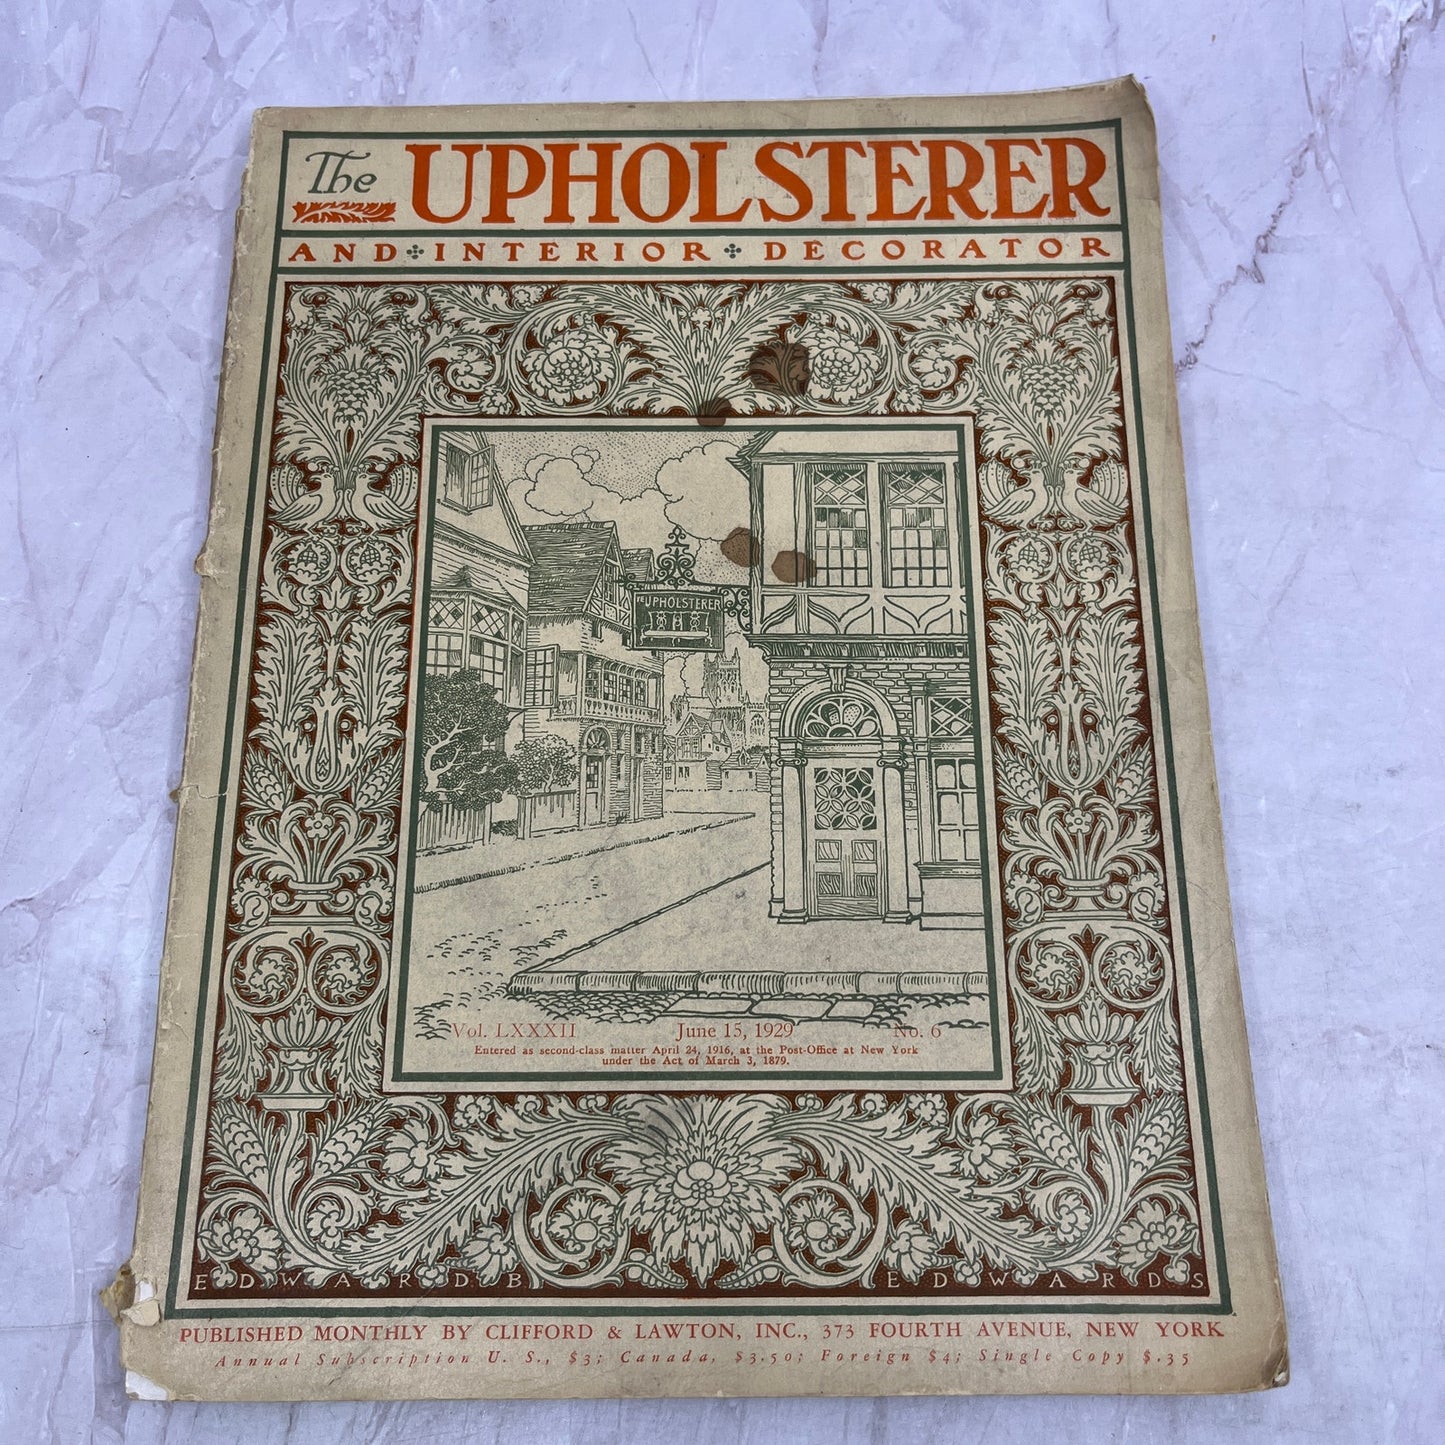 The UPHOLSTERER
AND INTERIOR DECORATOR
THE UPHOLSTERER
Vol. LXXXII June 15, 1929 No. 6
Entered as second-class matter April 24, 1916, at the Post-Office at New York
under the Act of March 3, 1879.
EDWARD B EDWARDS
PUBLISHED MONTHLY BY CLIFFORD & LAWTON, INC., 373 FOURTH AVENUE, NEW YORK
Annual Subscription U. S., $3; Canada, $3.50; Foreign $4; Single Copy $.35